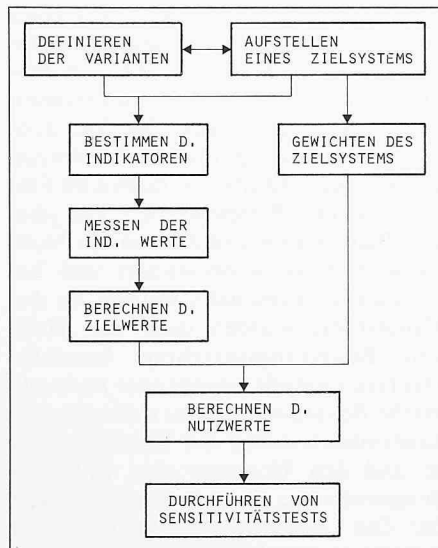 DEFINIEREN
DER VARIANTEN
AUFSTELLEN
EINES ZIELSYSTEMS
BESTIMMEN D.
INDIKATOREN
GEWICHTEN DES
ZIELSYSTEMS
MESSEN DER
IND. WERTE
BERECHNEN D.
ZIELWERTE
BERECHNEN D.
NUTZWERTE
DURCHFÜHREN VON
SENSITIVITÄTSTESTS